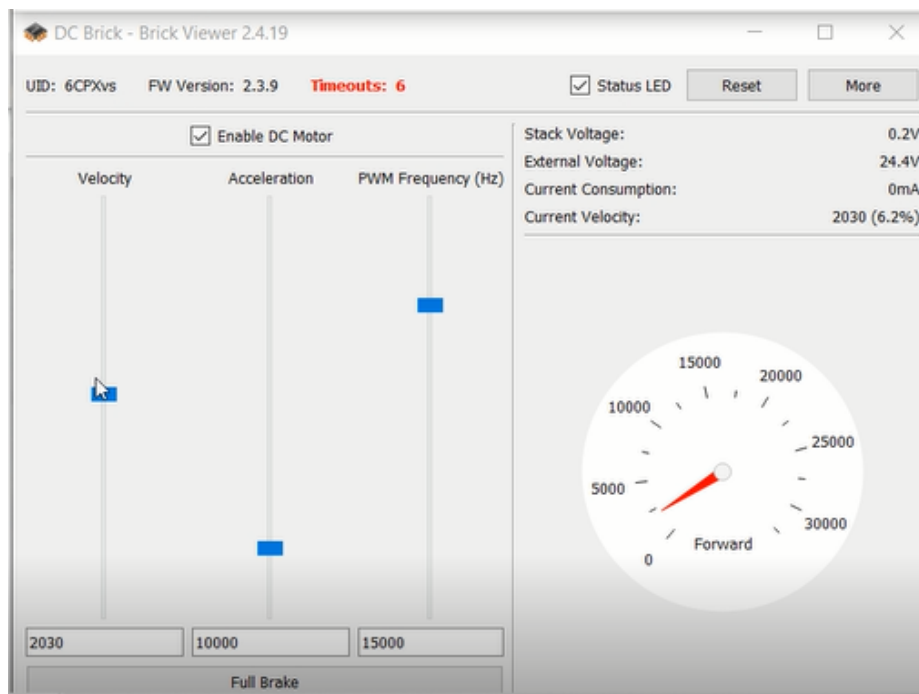 DC Brick - Brick Viewer 2.4.19
UID: 6CPXvs FW Version: 2.3.9 Timeouts: 6 Status LED Reset More
Enable DC Motor
Velocity Acceleration PWM Frequency (Hz)
2030 10000 15000
Full Brake
Stack Voltage: 0.2V
External Voltage: 24.4V
Current Consumption: 0mA
Current Velocity: 2030 (6.2%)
15000
20000
10000
25000
5000
30000
Forward
0